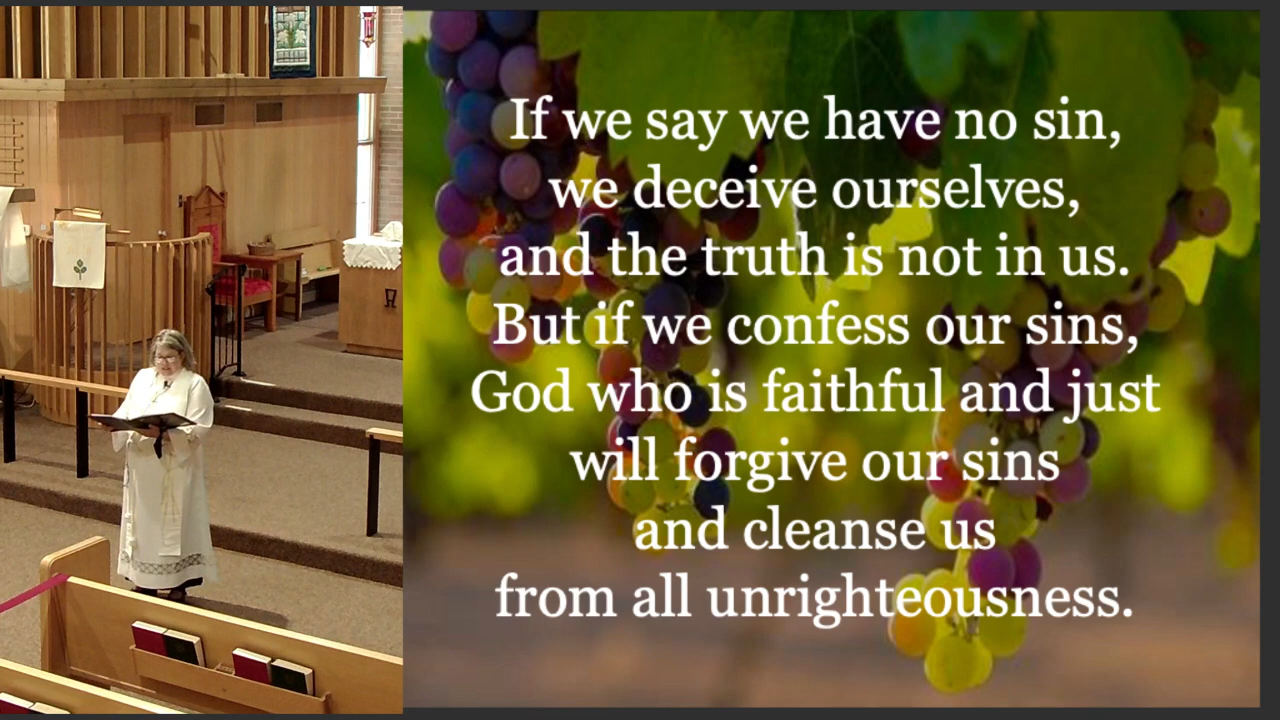 If we say we have no sin,
we deceive ourselves,
and the truth is not in us.
But if we confess our sins,
God who is faithful and just
will forgive our sins
and cleanse us
from all unrighteousness.